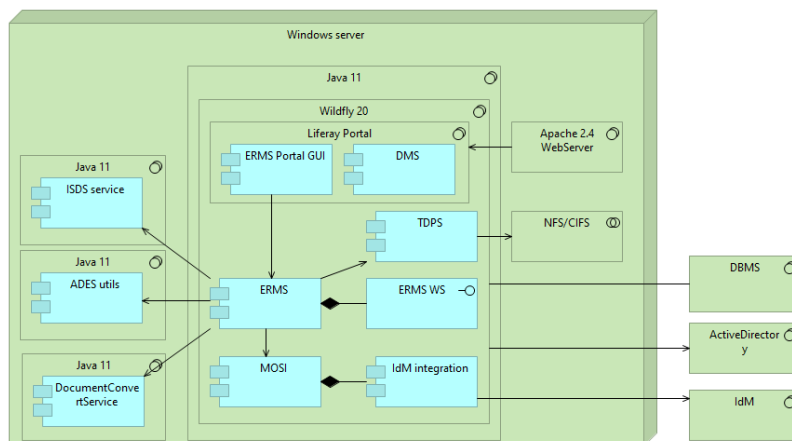 Windows server
Java 11
Wildfly 20
Liferay Portal
ERMS Portal GUI
DMS
Apache 2.4
WebServer
Java 11
ISDS service
TDPS
NFS/CIFS
Java 11
ADES utils
ERMS
ERMS WS
DBMS
ActiveDirector
y
Java 11
DocumentConve
rtService
MOSI
IdM integration
IdM